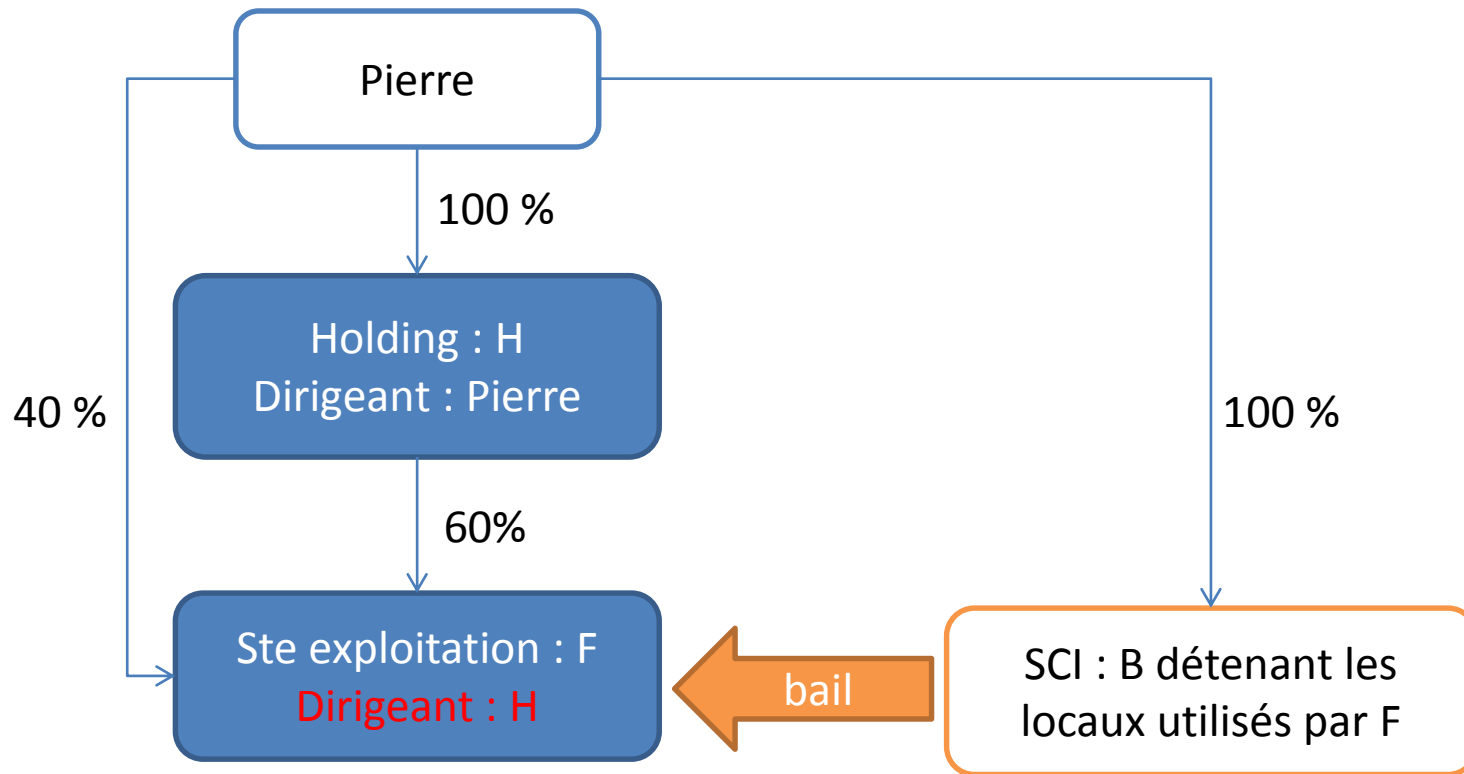 Pierre
100 %
Holding : H
Dirigeant : Pierre
40 %
100 %
60%
Ste exploitation : F
Dirigeant : H
bail
SCI : B détenant les
locaux utilisés par F